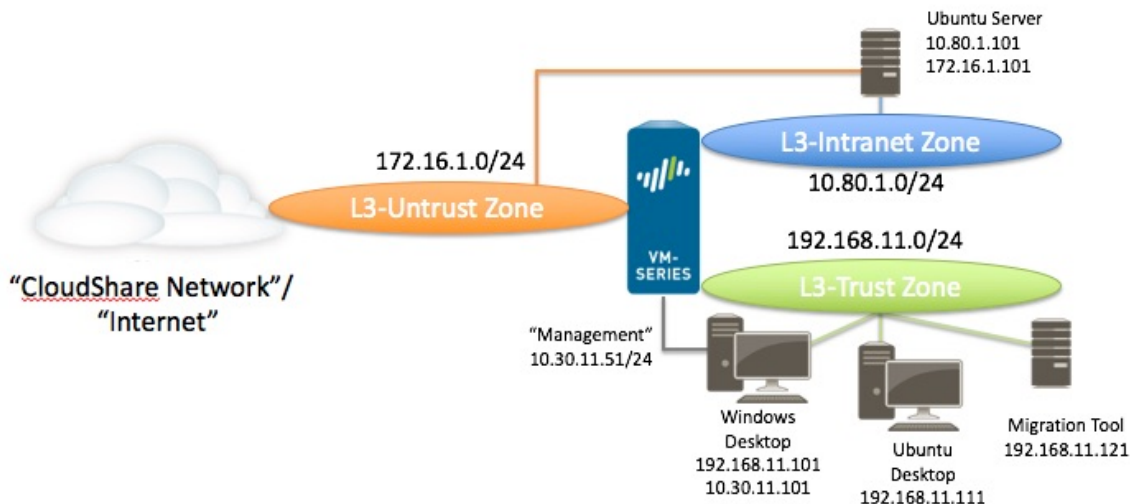 Ubuntu Server
10.80.1.101
172.16.1.101
172.16.1.0/24
L3-Intranet Zone
L3-Untrust Zone
10.80.1.0/24
192.168.11.0/24
VM-
SERIES
L3-Trust Zone
“CloudShare Network”/
“Internet”
“Management”
10.30.11.51/24
Windows
Desktop
192.168.11.101
10.30.11.101
Ubuntu
Desktop
192.168.11.111
Migration Tool
192.168.11.121